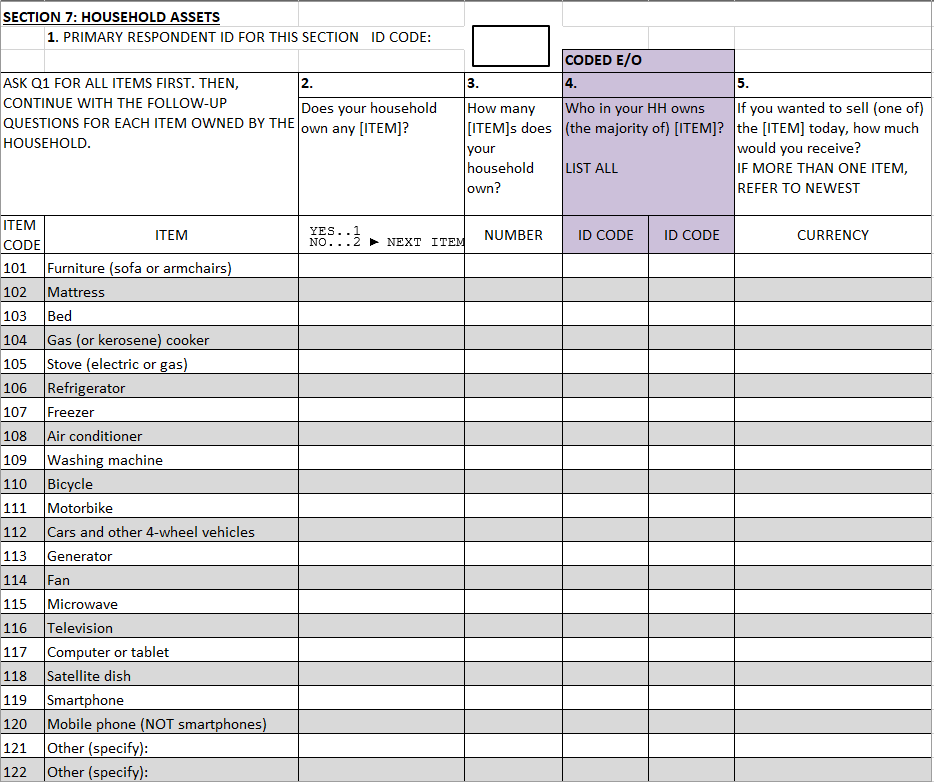 SECTION 7: HOUSEHOLD ASSETS
1. PRIMARY RESPONDENT ID FOR THIS SECTION ID CODE:
CODED E/O
ASK Q1 FOR ALL ITEMS FIRST. THEN,
CONTINUE WITH THE FOLLOW-UP
QUESTIONS FOR EACH ITEM OWNED BY THE
HOUSEHOLD.
2.
Does your household
own any [ITEM]?
3.
How many
[ITEM]s does
your
household
own?
4.
Who in your HH owns
(the majority of) [ITEM]?
LIST ALL
5.
If you wanted to sell (one of)
the [ITEM] today, how much
would you receive?
IF MORE THAN ONE ITEM,
REFER TO NEWEST
ITEM
CODE
ITEM
YES..1
NO...2 ► NEXT ITEM
NUMBER
ID CODE
ID CODE
CURRENCY
101 Furniture (sofa or armchairs)
102 Mattress
103 Bed
104 Gas (or kerosene) cooker
105 Stove (electric or gas)
106 Refrigerator
107 Freezer
108 Air conditioner
109 Washing machine
110 Bicycle
111 Motorbike
112 Cars and other 4-wheel vehicles
113 Generator
114 Fan
115 Microwave
116 Television
117 Computer or tablet
118 Satellite dish
119 Smartphone
120 Mobile phone (NOT smartphones)
121 Other (specify):
122 Other (specify):